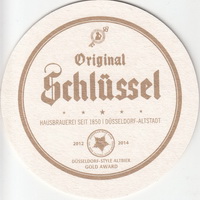 Original
Schlüssel
HAUSBRAUEREI SEIT 1850 | DÜSSELDORF-ALTSTADT
2012 2014
DÜSSELDORF-STYLE ALTBIER
GOLD AWARD